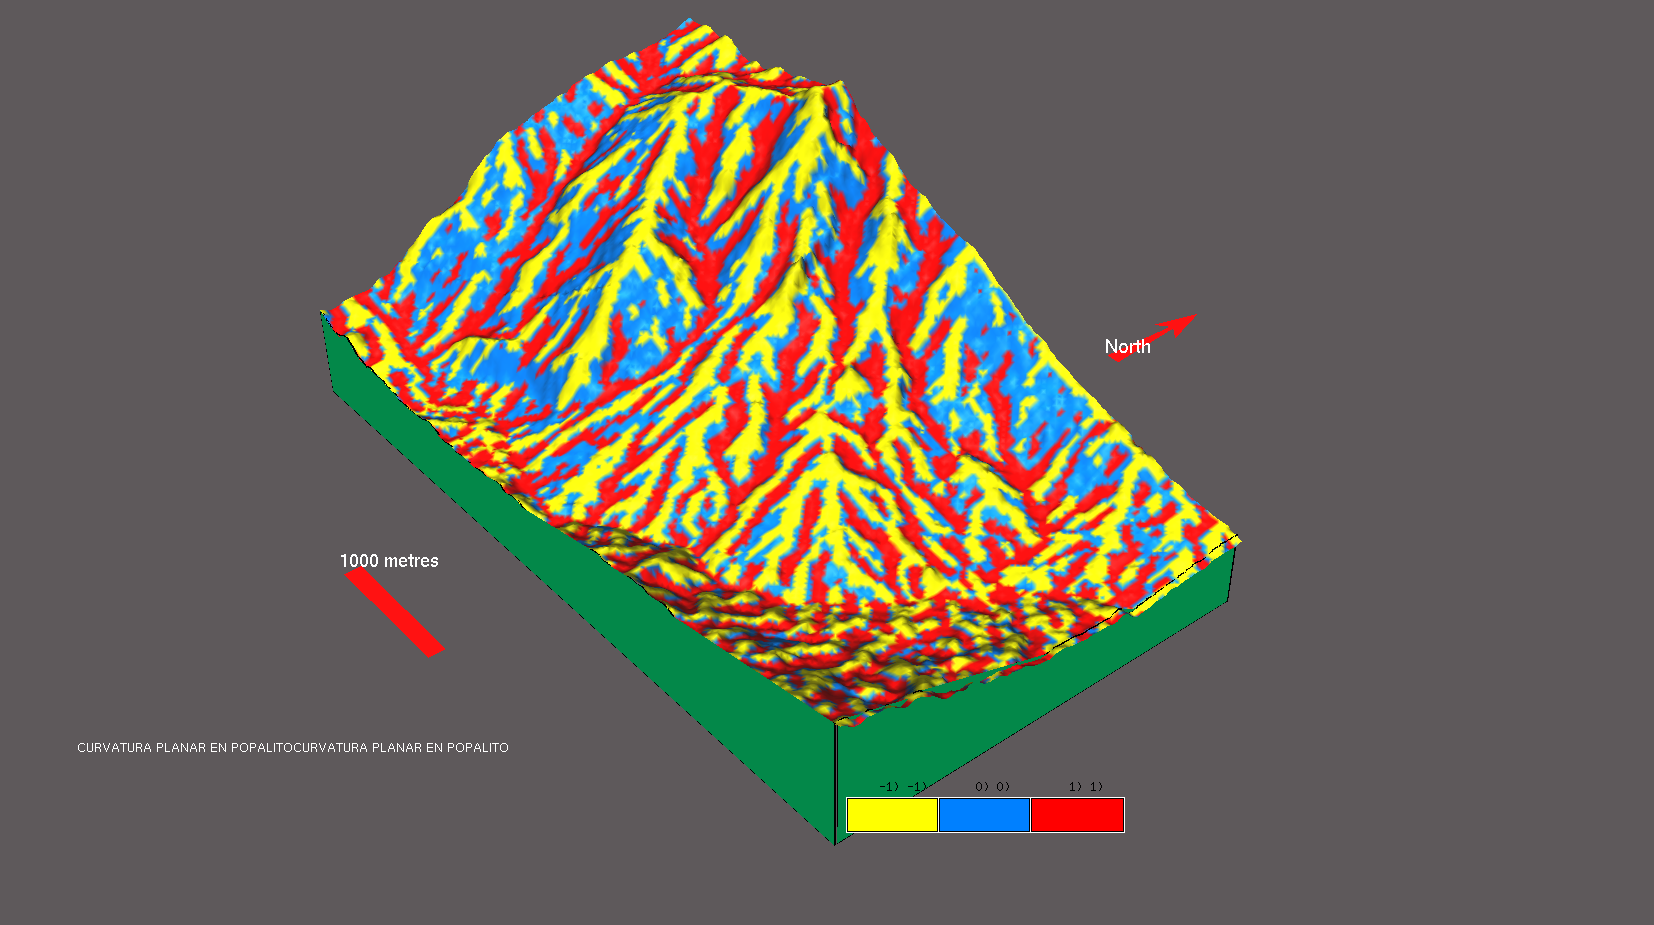 North
1000 metres
CURVATURA PLANAR EN POPALITOCURVATURA PLANAR EN POPALITO
-1) -1) 0) 0) 1) 1)